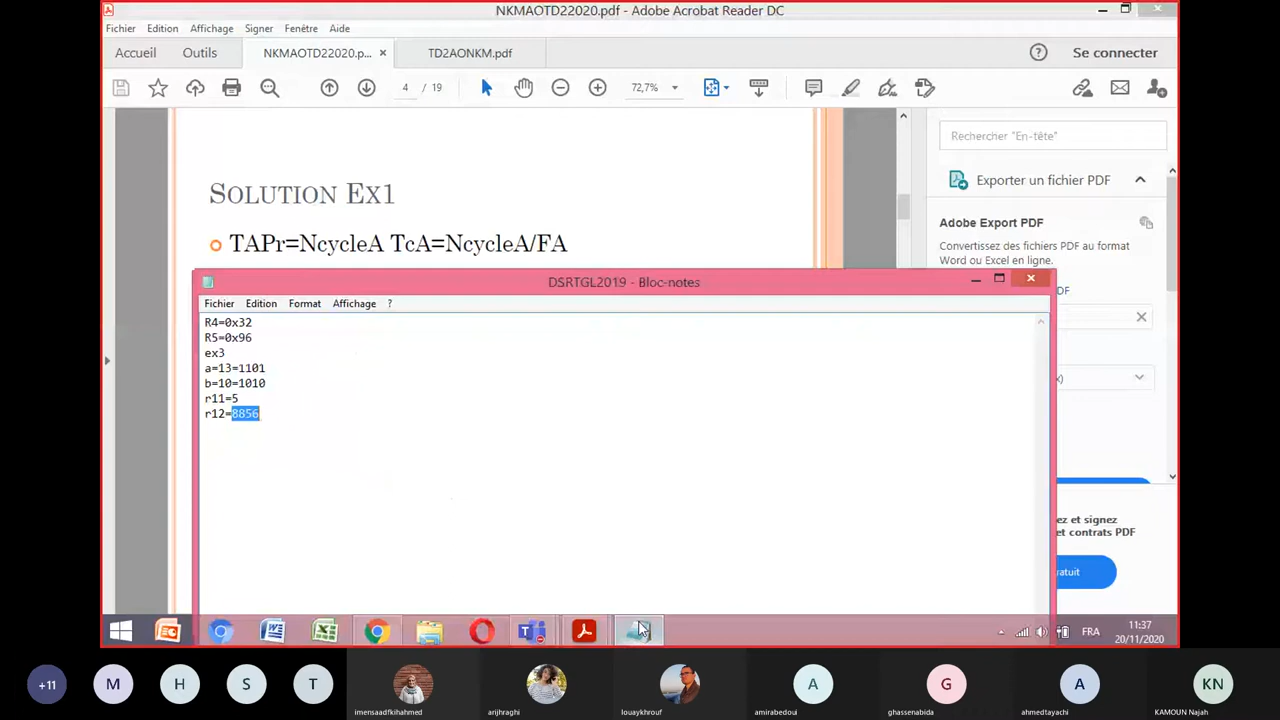 NKMAOTD22020.pdf - Adobe Acrobat Reader DC
Fichier Edition Affichage Signer Fenêtre Aide
Accueil Outils NKMAOTD22020.p... TD2AONKM.pdf Se connecter
4 / 19 72,7%
SOLUTION EX1
TAPr=NcycleA TcA=NcycleA/FA
Rechercher "En-tête"
Exporter un fichier PDF
Adobe Export PDF
Convertissez des fichiers PDF au format
Word ou Excel en ligne.
DF
x)
ez et signez
et contrats PDF
ratuit
DSRTGL2019 - Bloc-notes
Fichier Edition Format Affichage ?
R4=0x32
R5=0x96
ex3
a=13=1101
b=10=1010
r11=5
r12=8856
FRA
11:37
20/11/2020
+11 M H S T A G A KN
imensaadfkihahmed arijhraghi louaykhrouf amirabedoui ghassenabida ahmedtayachi KAMOUN Najah